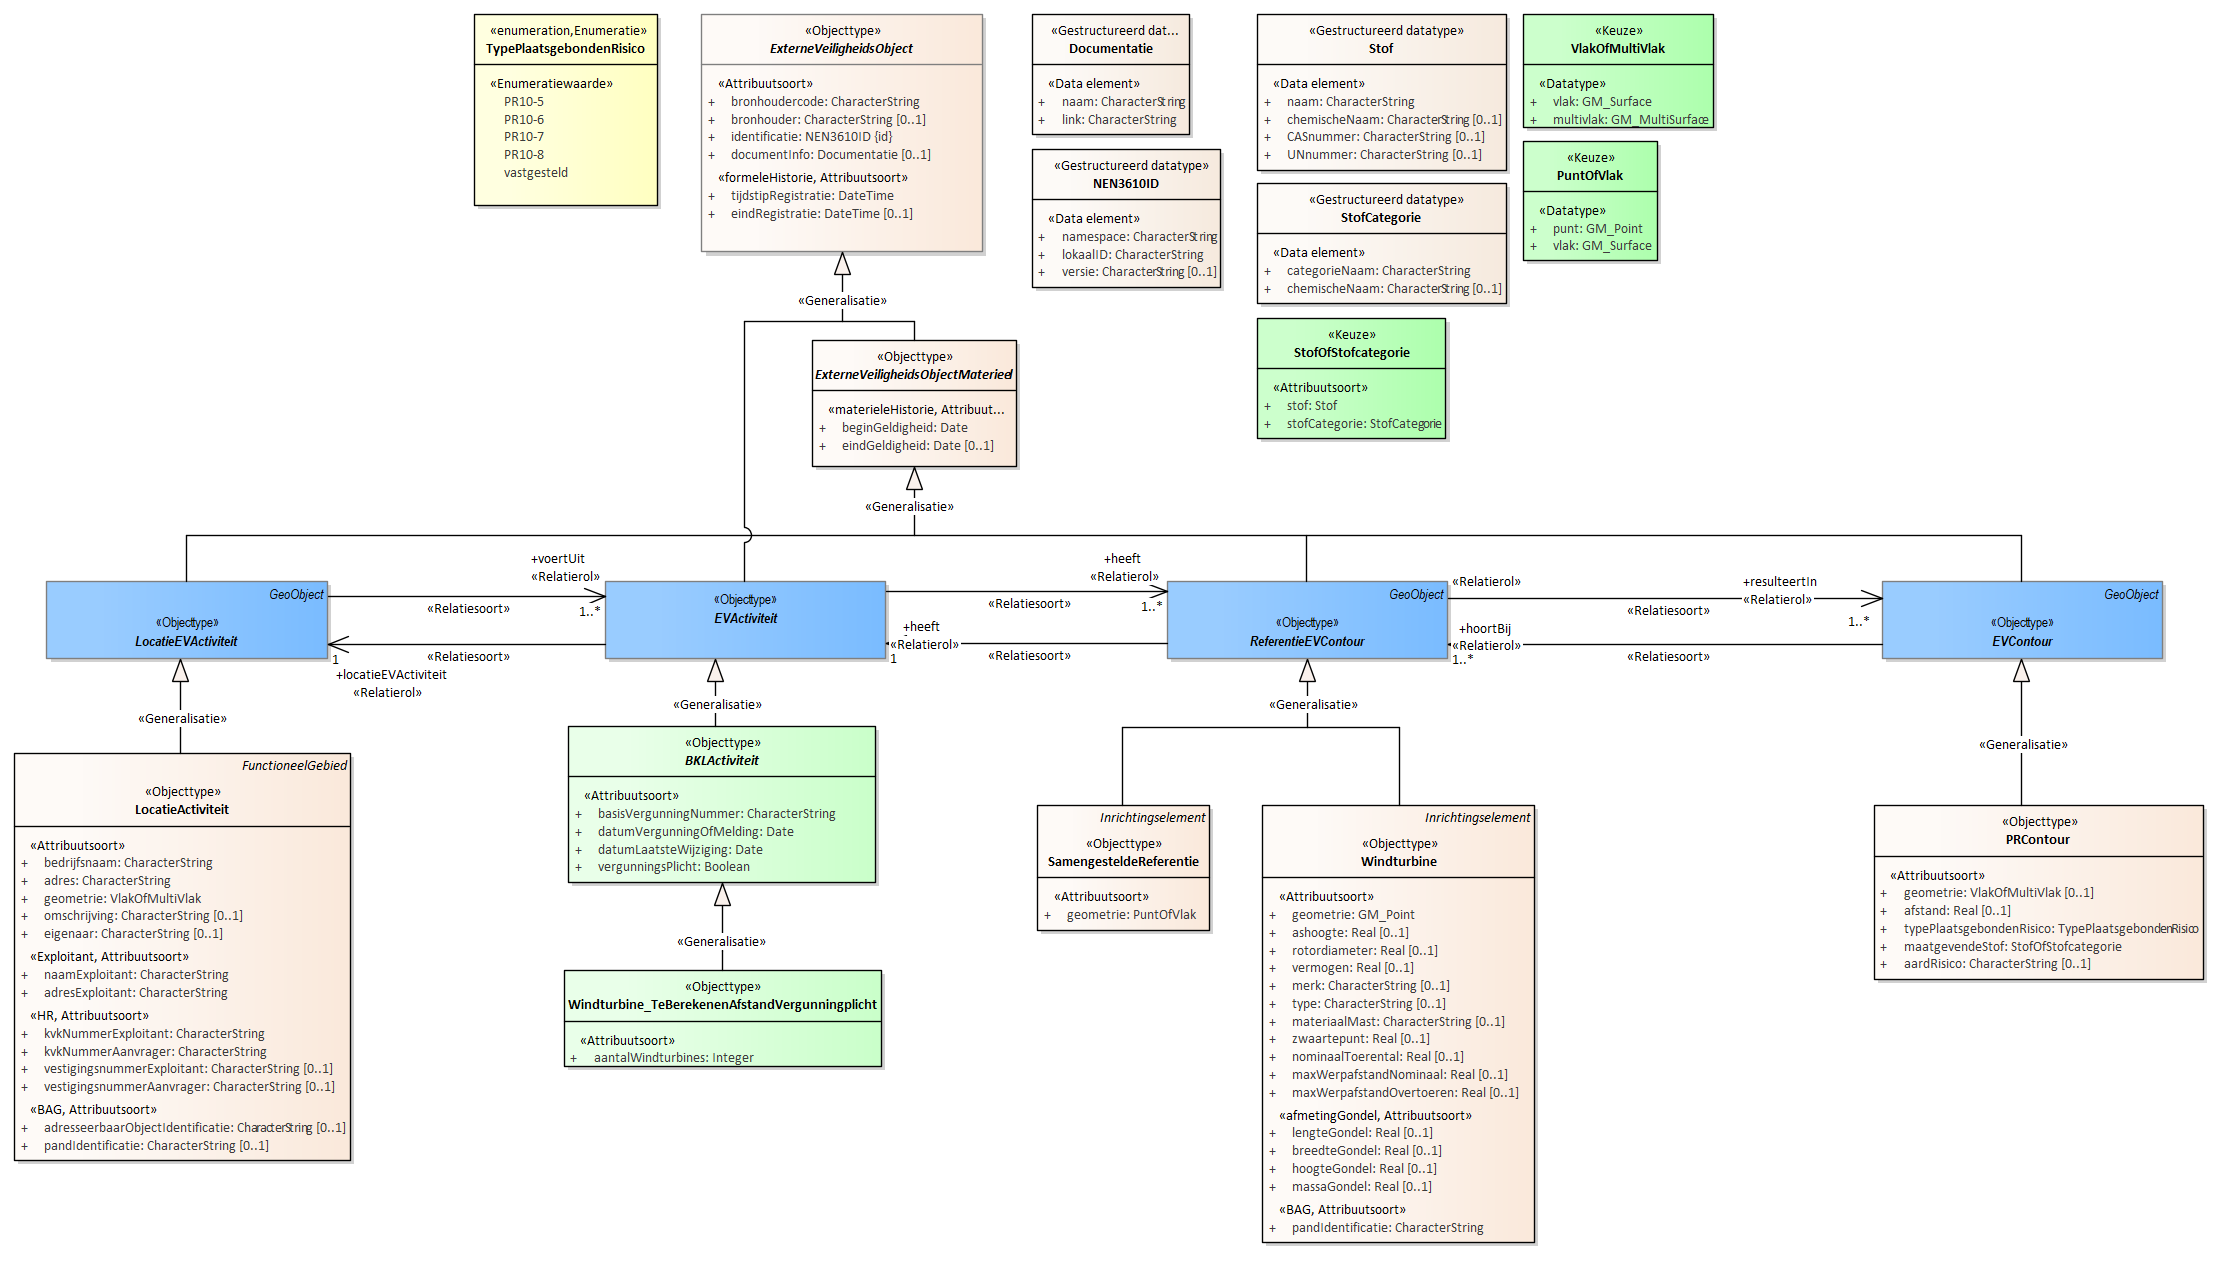 «enumeration,Enumeratie»
TypePlaatsgebondenRisico
«Enumeratiewaarde»
PR10-5
PR10-6
PR10-7
PR10-8
vastgesteld
«Objecttype»
ExterneVeiligheidsObject
«Attribuutsoort»
+ bronhoudercode: CharacterString
+ bronhouder: CharacterString [0..1]
+ identificatie: NEN3610ID {id}
+ documentInfo: Documentatie [0..1]
«formeleHistorie, Attribuutsoort»
+ tijdstipRegistratie: DateTime
+ eindRegistratie: DateTime [0..1]
«Gestructureerd dat...
Documentatie
«Data element»
+ naam: CharacterString
+ link: CharacterString
«Gestructureerd datatype»
NEN3610ID
«Data element»
+ namespace: CharacterString
+ lokaalID: CharacterString
+ versie: CharacterString [0..1]
«Gestructureerd datatype»
Stof
«Data element»
+ naam: CharacterString
+ chemischeNaam: CharacterString [0..1]
+ CASnummer: CharacterString [0..1]
+ UNnummer: CharacterString [0..1]
«Gestructureerd datatype»
StofCategorie
«Data element»
+ categorieNaam: CharacterString
+ chemischeNaam: CharacterString [0..1]
«Keuze»
StofOfStofcategorie
«Attribuutsoort»
+ stof: Stof
+ stofCategorie: StofCategorie
«Keuze»
VlakOfMultiVlak
«Datatype»
+ vlak: GM_Surface
+ multivlak: GM_MultiSurface
«Keuze»
PuntOfVlak
«Datatype»
+ punt: GM_Point
+ vlak: GM_Surface
«Generalisatie»
«Objecttype»
ExterneVeiligheidsObjectMaterieel
«materieleHistorie, Attribuut...
+ beginGeldigheid: Date
+ eindGeldigheid: Date [0..1]
«Generalisatie»
GeoObject
«Objecttype»
LocatieEVActiviteit
+voertUit
«Relatierol»
«Relatiesoort»
1..*
«Relatiesoort»
1
+locatieEVActiviteit
«Relatierol»
«Objecttype»
EVActiviteit
+heeft
«Relatierol»
«Relatiesoort»
1..*
+heeft
«Relatierol»
1
«Relatiesoort»
GeoObject
«Objecttype»
ReferentieEVContour
«Relatierol»
+resulteertIn
«Relatierol»
«Relatiesoort»
1..*
+hoortBij
«Relatierol»
1..*
«Relatiesoort»
GeoObject
«Objecttype»
EVContour
«Generalisatie»
«Generalisatie»
«Generalisatie»
«Generalisatie»
FunctioneelGebied
«Objecttype»
LocatieActiviteit
«Attribuutsoort»
+ bedrijfsnaam: CharacterString
+ adres: CharacterString
+ geometrie: VlakOfMultiVlak
+ omschrijving: CharacterString [0..1]
+ eigenaar: CharacterString [0..1]
«Exploitant, Attribuutsoort»
+ naamExploitant: CharacterString
+ adresExploitant: CharacterString
«HR, Attribuutsoort»
+ kvkNummerExploitant: CharacterString
+ kvkNummerAanvrager: CharacterString
+ vestigingsnummerExploitant: CharacterString [0..1]
+ vestigingsnummerAanvrager: CharacterString [0..1]
«BAG, Attribuutsoort»
+ adresseerbaarObjectIdentificatie: CharacterString [0..1]
+ pandIdentificatie: CharacterString [0..1]
«Objecttype»
BKLActiviteit
«Attribuutsoort»
+ basisVergunningNummer: CharacterString
+ datumVergunningOfMelding: Date
+ datumLaatsteWijziging: Date
+ vergunningsPlicht: Boolean
«Generalisatie»
«Objecttype»
Windturbine_TeBerekenenAfstandVergunningplicht
«Attribuutsoort»
+ aantalWindturbines: Integer
Inrichtingselement
«Objecttype»
SamengesteldeReferentie
«Attribuutsoort»
+ geometrie: PuntOfVlak
Inrichtingselement
«Objecttype»
Windturbine
«Attribuutsoort»
+ geometrie: GM_Point
+ ashoogte: Real [0..1]
+ rotordiameter: Real [0..1]
+ vermogen: Real [0..1]
+ merk: CharacterString [0..1]
+ type: CharacterString [0..1]
+ materiaalMast: CharacterString [0..1]
+ zwaartepunt: Real [0..1]
+ nominaalToerental: Real [0..1]
+ maxWerpafstandNominaal: Real [0..1]
+ maxWerpafstandOvertoeren: Real [0..1]
«afmetingGondel, Attribuutsoort»
+ lengteGondel: Real [0..1]
+ breedteGondel: Real [0..1]
+ hoogteGondel: Real [0..1]
+ massaGondel: Real [0..1]
«BAG, Attribuutsoort»
+ pandIdentificatie: CharacterString
«Objecttype»
PRContour
«Attribuutsoort»
+ geometrie: VlakOfMultiVlak [0..1]
+ afstand: Real [0..1]
+ typePlaatsgebondenRisico: TypePlaatsgebondenRisico
+ maatgevendeStof: StofOfStofcategorie
+ aardRisico: CharacterString [0..1]